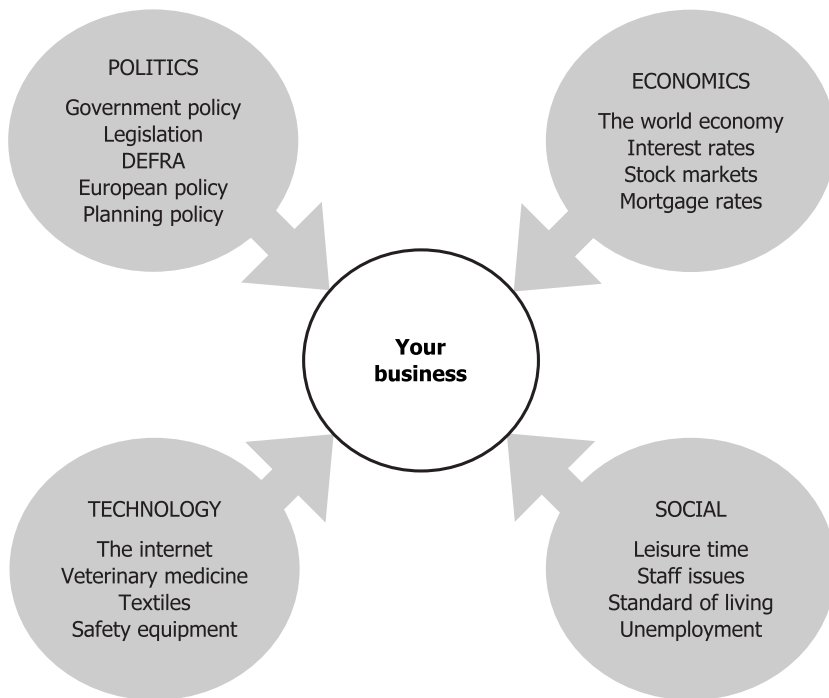 POLITICS
Government policy
Legislation
DEFRA
European policy
Planning policy
ECONOMICS
The world economy
Interest rates
Stock markets
Mortgage rates
Your
business
TECHNOLOGY
The internet
Veterinary medicine
Textiles
Safety equipment
SOCIAL
Leisure time
Staff issues
Standard of living
Unemployment